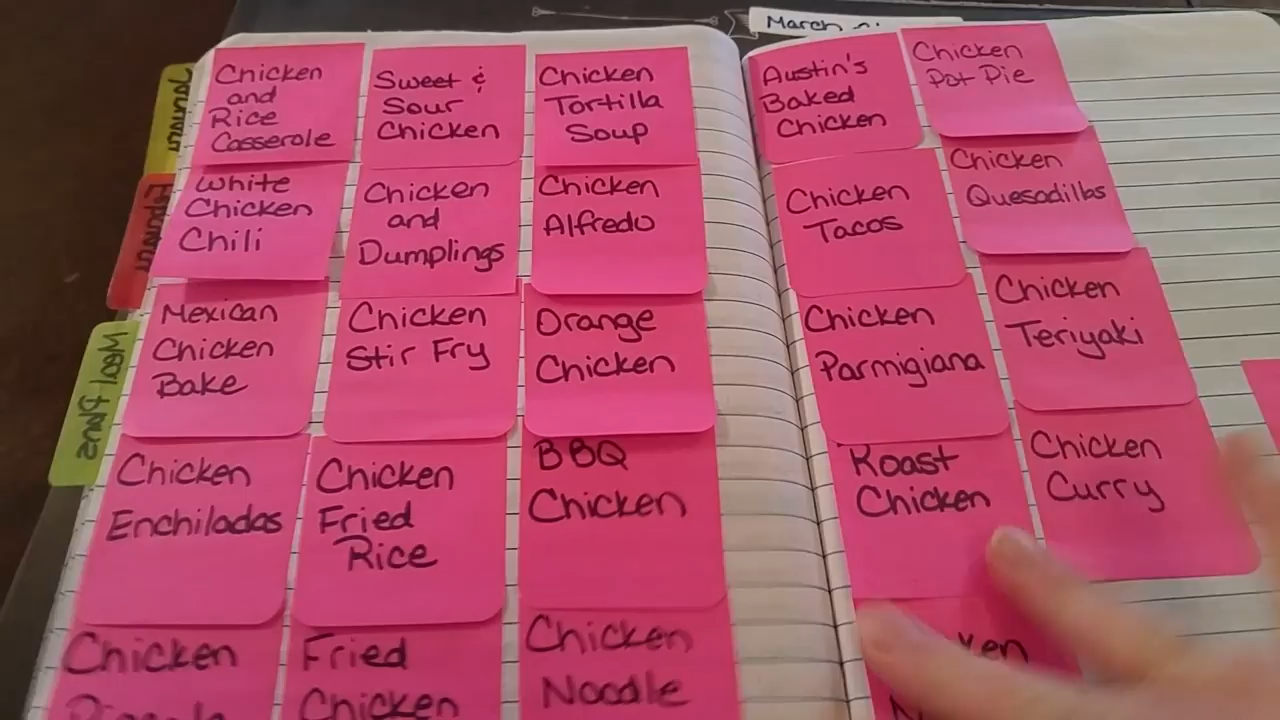 March
Chicken
and
Rice
Casserole
Sweet &
Sour
Chicken
Chicken
Tortilla
Soup
Austin's
Baked
Chicken
Chicken
Pot Pie
White
Chicken
Chili
Chicken
and
Dumplings
Chicken
Alfredo
Chicken
Tacos
Chicken
Quesadillas
Mexican
Chicken
Bake
Chicken
Stir Fry
Orange
Chicken
Chicken
Parmigiana
Chicken
Teriyaki
Chicken
Enchiladas
Chicken
Fried
Rice
BBQ
Chicken
Roast
Chicken
Chicken
Curry
Chicken
Fried
Chicken
Chicken
Noodle
Journal
Meal Plans